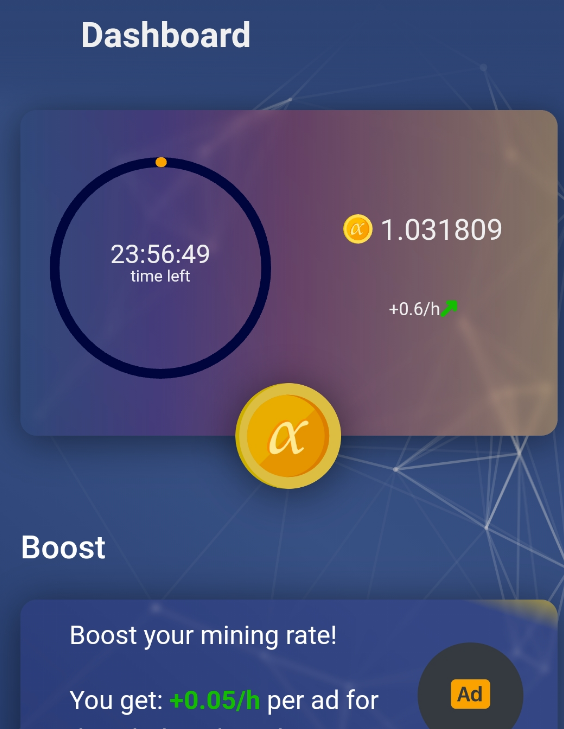 Dashboard
23:56:49
time left
1.031809
+0.6/h
α
Boost
Boost your mining rate!
You get: +0.05/h per ad for
Ad